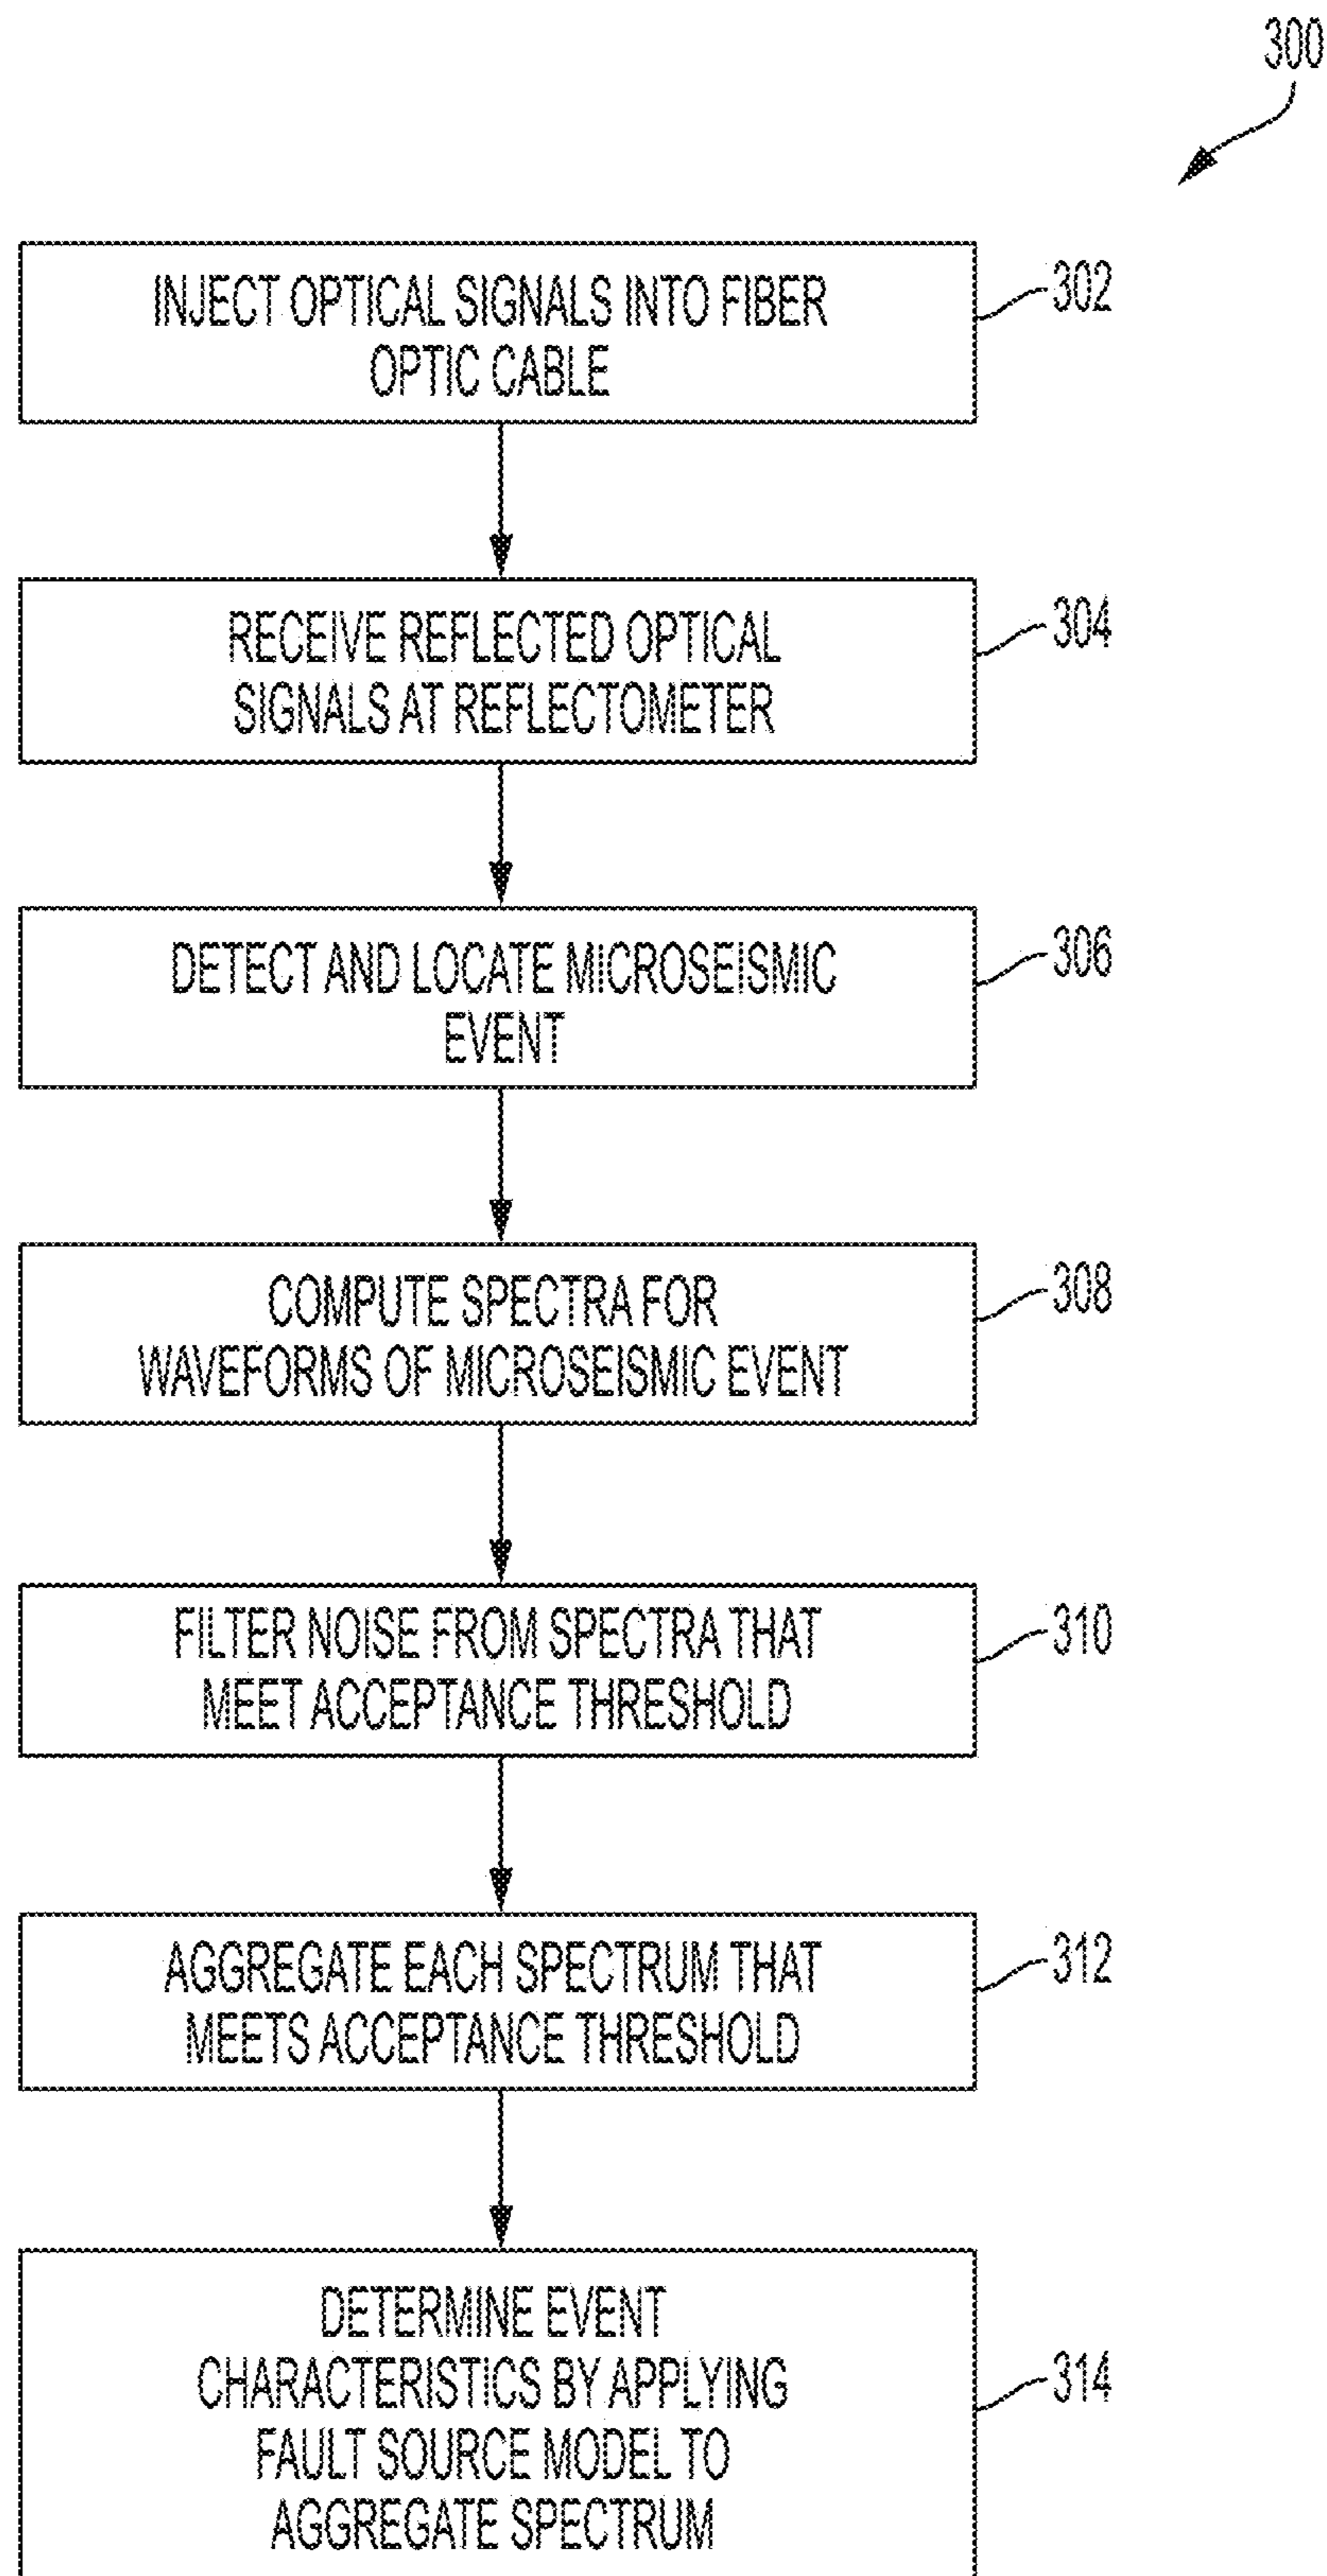 300
INJECT OPTICAL SIGNALS INTO FIBER
OPTIC CABLE
302
RECEIVE REFLECTED OPTICAL
SIGNALS AT REFLECTOMETER
304
DETECT AND LOCATE MICROSEISMIC
EVENT
306
COMPUTE SPECTRA FOR
WAVEFORMS OF MICROSEISMIC EVENT
308
FILTER NOISE FROM SPECTRA THAT
MEET ACCEPTANCE THRESHOLD
310
AGGREGATE EACH SPECTRUM THAT
MEETS ACCEPTANCE THRESHOLD
312
DETERMINE EVENT
CHARACTERISTICS BY APPLYING
FAULT SOURCE MODEL TO
AGGREGATE SPECTRUM
314